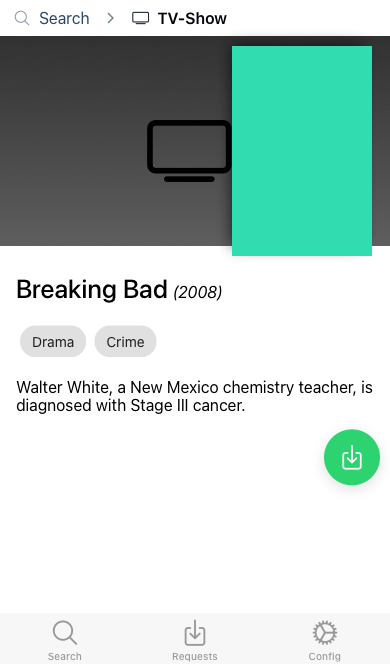 Search > TV-Show
Breaking Bad (2008)
Drama Crime
Walter White, a New Mexico chemistry teacher, is
diagnosed with Stage III cancer.
Search Requests Config